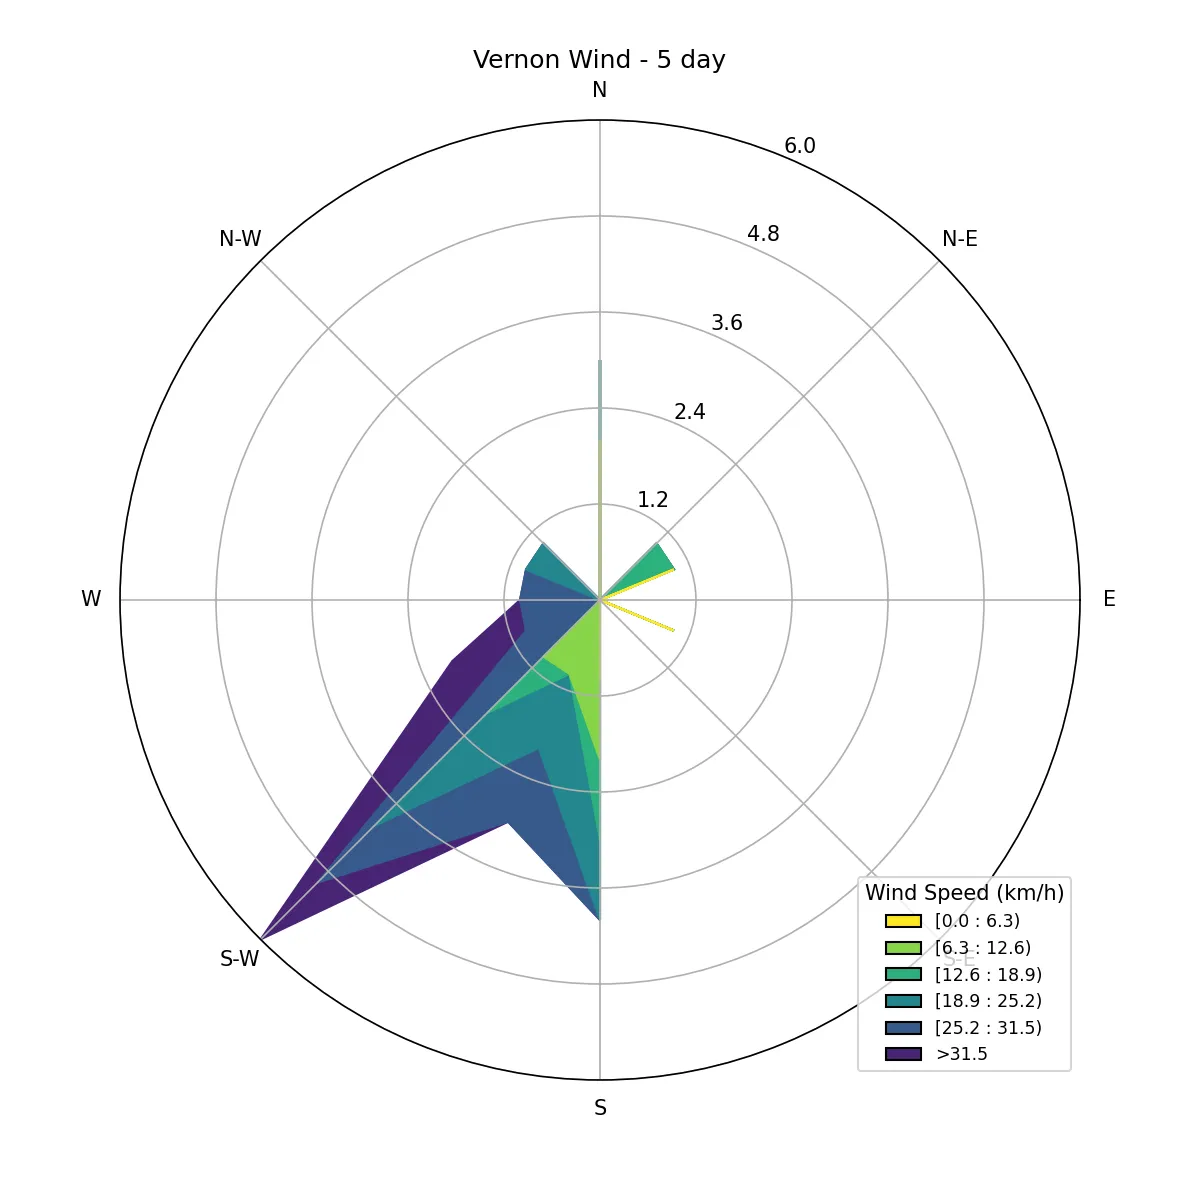 Vernon Wind - 5 day
N
6.0
N-W
4.8
N-E
3.6
2.4
1.2
W
E
Wind Speed (km/h)
[0.0 : 6.3)
[6.3 : 12.6)
S-W
S-E
[12.6 : 18.9)
[18.9 : 25.2)
[25.2 : 31.5)
>31.5
S